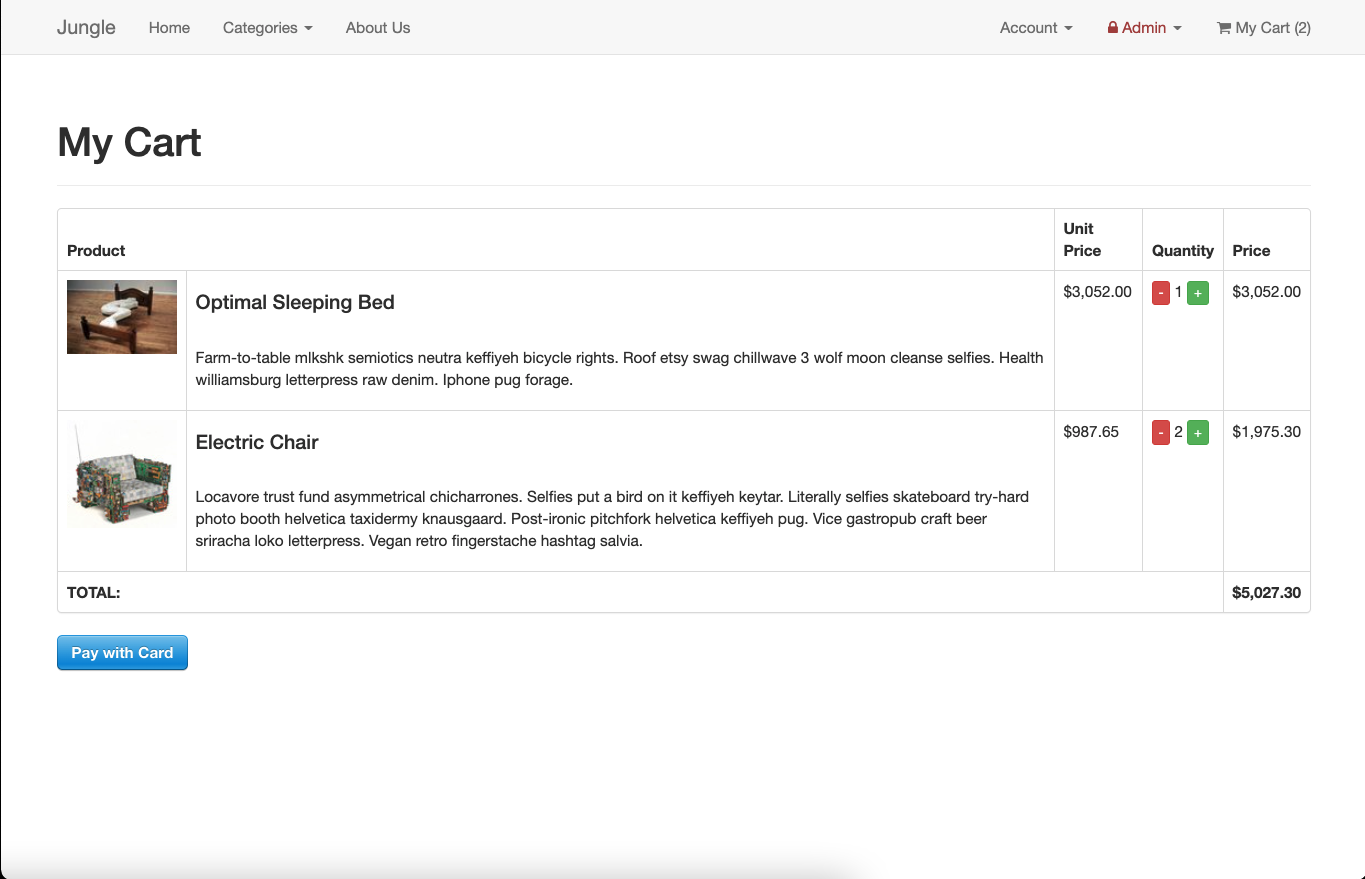 Jungle Home Categories About Us Account Admin My Cart (2)
My Cart
Product Unit Price Quantity Price
Optimal Sleeping Bed $3,052.00 - 1 + $3,052.00
Farm-to-table mlkshk semiotics neutra keffiyeh bicycle rights. Roof etsy swag chillwave 3 wolf moon cleanse selfies. Health
williamsburg letterpress raw denim. Iphone pug forage.
Electric Chair $987.65 - 2 + $1,975.30
Locavore trust fund asymmetrical chicharrones. Selfies put a bird on it keffiyeh keytar. Literally selfies skateboard try-hard
photo booth helvetica taxidermy knausgaard. Post-ironic pitchfork helvetica keffiyeh pug. Vice gastropub craft beer
sriracha loko letterpress. Vegan retro fingerstache hashtag salvia.
TOTAL: $5,027.30
Pay with Card